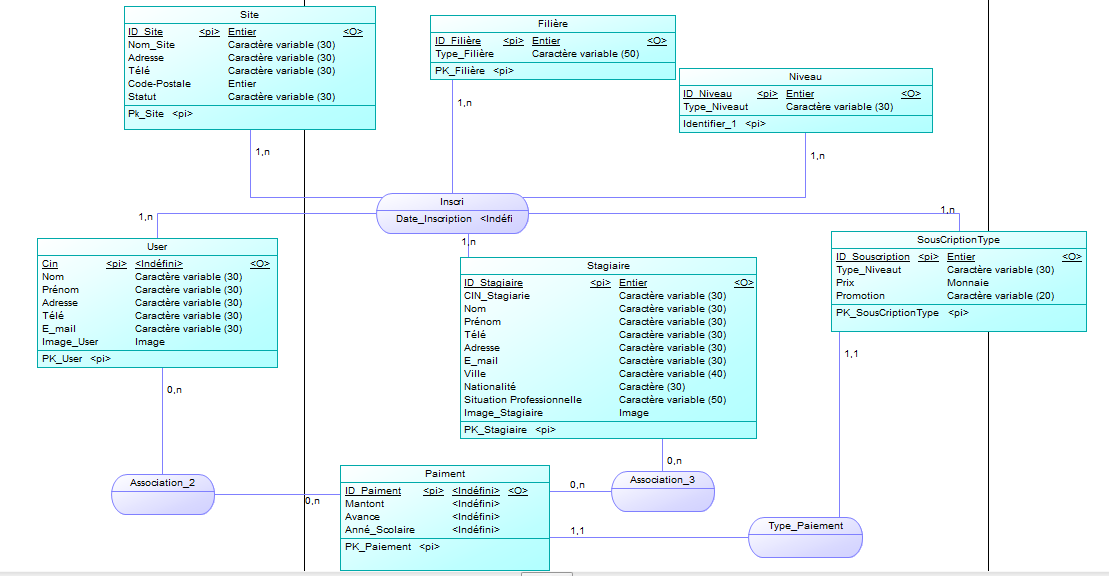 Site
ID_Site <pi> Entier <O>
Nom_Site Caractère variable (30)
Adresse Caractère variable (30)
Télé Caractère variable (30)
Code-Postale Entier
Statut Caractère variable (30)
Pk_Site <pi>
Filière
ID_Filière <pi> Entier <O>
Type_Filière Caractère variable (50)
PK_Filière <pi>
Niveau
ID_Niveau <pi> Entier <O>
Type_Niveaut Caractère variable (30)
Identifier_1 <pi>
1,n
1,n
1,n
Inscri
Date_Inscription <Indéfi
1,n
1,n
1,n
User
Cin <pi> <Indéfini> <O>
Nom Caractère variable (30)
Prénom Caractère variable (30)
Adresse Caractère variable (30)
Télé Caractère variable (30)
E_mail Caractère variable (30)
Image_User Image
PK_User <pi>
Stagiaire
ID_Stagiaire <pi> Entier <O>
CIN_Stagiarie Caractère variable (30)
Nom Caractère variable (30)
Prénom Caractère variable (30)
Télé Caractère variable (30)
Adresse Caractère variable (30)
E_mail Caractère variable (30)
Ville Caractère variable (40)
Nationalité Caractère (30)
Situation Professionnelle Caractère variable (50)
Image_Stagiaire Image
PK_Stagiaire <pi>
SousCriptionType
ID_Souscription <pi> Entier <O>
Type_Niveaut Caractère variable (30)
Prix Monnaie
Promotion Caractère variable (20)
PK_SousCriptionType <pi>
1,1
0,n
0,n
Association_2
0,n
Paiment
ID_Paiment <pi> <Indéfini> <O>
Mantont <Indéfini>
Avance <Indéfini>
Anné_Scolaire <Indéfini>
PK_Paiement <pi>
0,n
Association_3
1,1
Type_Paiement